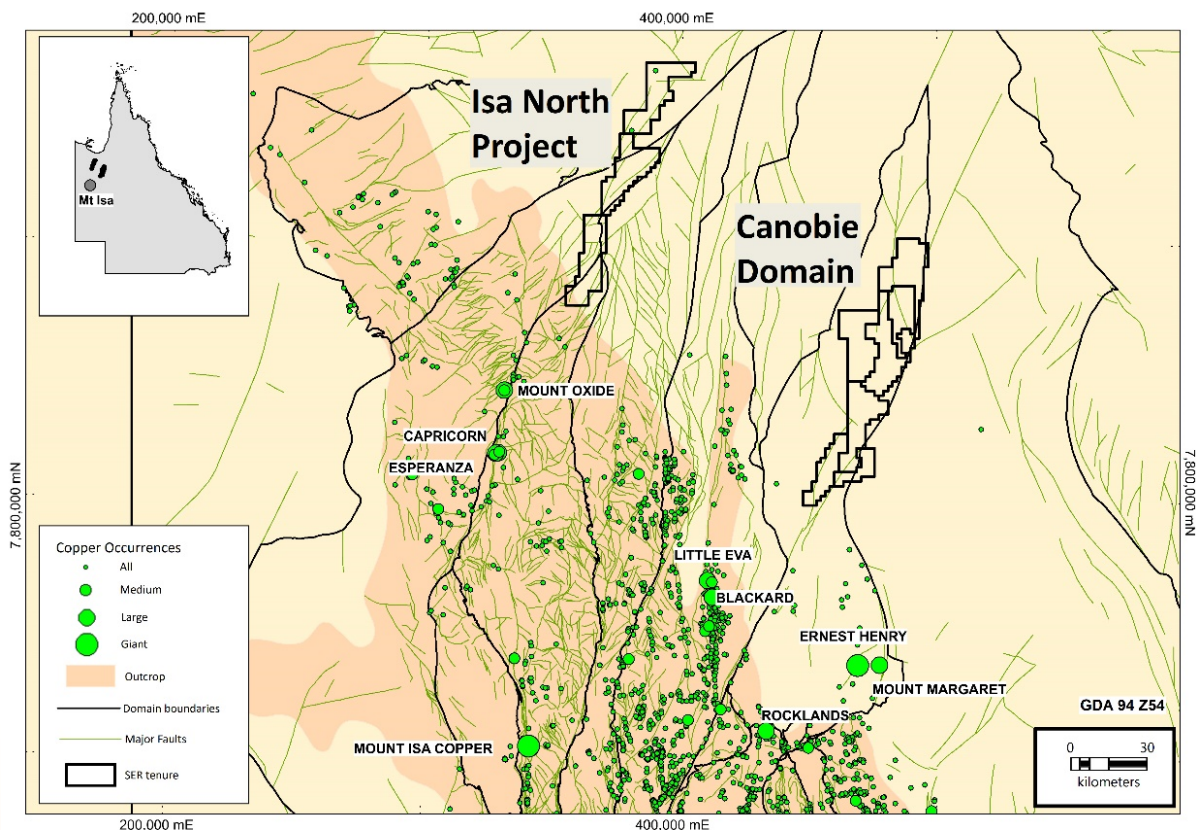 200,000 mE
400,000 mE
Mt Isa
Isa North
Project
Canobie
Domain
MOUNT OXIDE
CAPRICORN
ESPERANZA
7,800,000 mN
7,800,000 mN
LITTLE EVA
BLACKARD
ERNEST HENRY
MOUNT MARGARET
ROCKLANDS
MOUNT ISA COPPER
Copper Occurrences
All
Medium
Large
Giant
Outcrop
Domain boundaries
Major Faults
SER tenure
GDA 94 Z54
0 30
kilometers
200,000 mE
400,000 mE